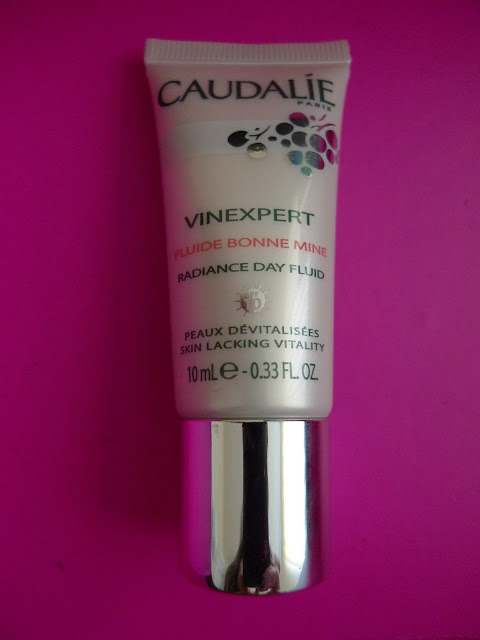 CAUDALÍE
PARIS
VINEXPERT
FLUIDE BONNE MINE
RADIANCE DAY FLUID
PEAUX DÉVITALISÉES
SKIN LACKING VITALITY
10 mL e - 0.33 FL. OZ.